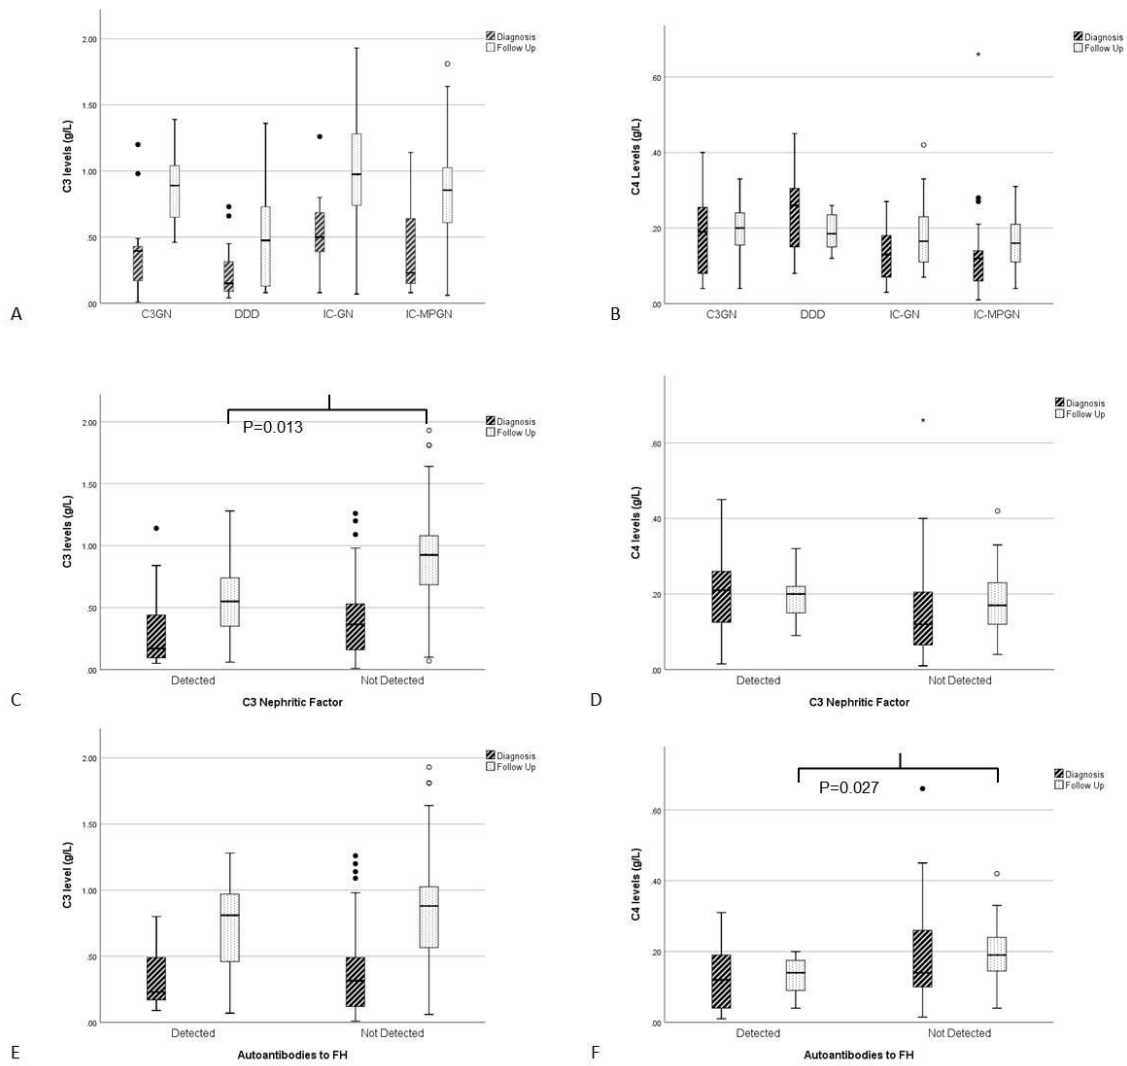 2.00
1.50
1.00
.50
.00
C3 levels (g/L)
Diagnosis
Follow Up
C3GN DDD IC-GN IC-MPGN
A
.60
.40
.20
.00
C4 Levels (g/L)
Diagnosis
Follow Up
C3GN DDD IC-GN IC-MPGN
B
2.00
1.50
1.00
.50
.00
C3 levels (g/L)
P=0.013
Diagnosis
Follow Up
Detected Not Detected
C3 Nephritic Factor
C
.60
.40
.20
.00
C4 levels (g/L)
Diagnosis
Follow Up
Detected Not Detected
C3 Nephritic Factor
D
2.00
1.50
1.00
.50
.00
C3 level (g/L)
Diagnosis
Follow Up
Detected Not Detected
Autoantibodies to FH
E
.60
.40
.20
.00
C4 levels (g/L)
P=0.027
Diagnosis
Follow Up
Detected Not Detected
Autoantibodies to FH
F